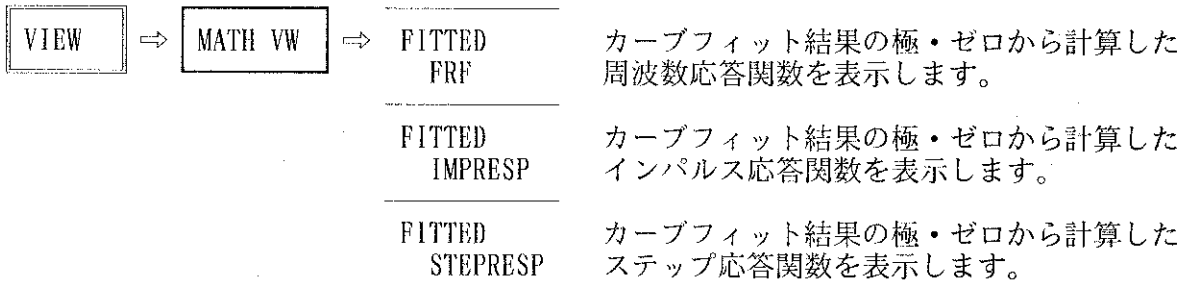 VIEW ⇨ MATH VW ⇨ FITTED カーブフィット結果の極・ゼロから計算した
FRF 周波数応答関数を表示します。
FITTED カーブフィット結果の極・ゼロから計算した
IMPRESP インパルス応答関数を表示します。
FITTED カーブフィット結果の極・ゼロから計算した
STEPRESP ステップ応答関数を表示します。